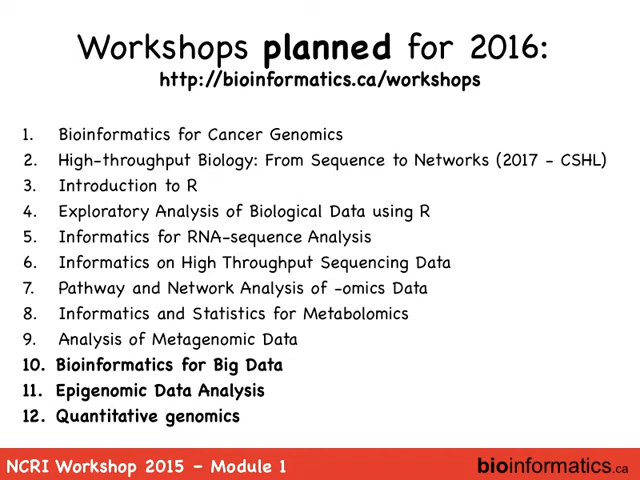 Workshops planned for 2016:
http://bioinformatics.ca/workshops
1. Bioinformatics for Cancer Genomics
2. High-throughput Biology: From Sequence to Networks (2017 - CSHL)
3. Introduction to R
4. Exploratory Analysis of Biological Data using R
5. Informatics for RNA-sequence Analysis
6. Informatics on High Throughput Sequencing Data
7. Pathway and Network Analysis of -omics Data
8. Informatics and Statistics for Metabolomics
9. Analysis of Metagenomic Data
10. Bioinformatics for Big Data
11. Epigenomic Data Analysis
12. Quantitative genomics
NCRI Workshop 2015 - Module 1
bioinformatics.ca